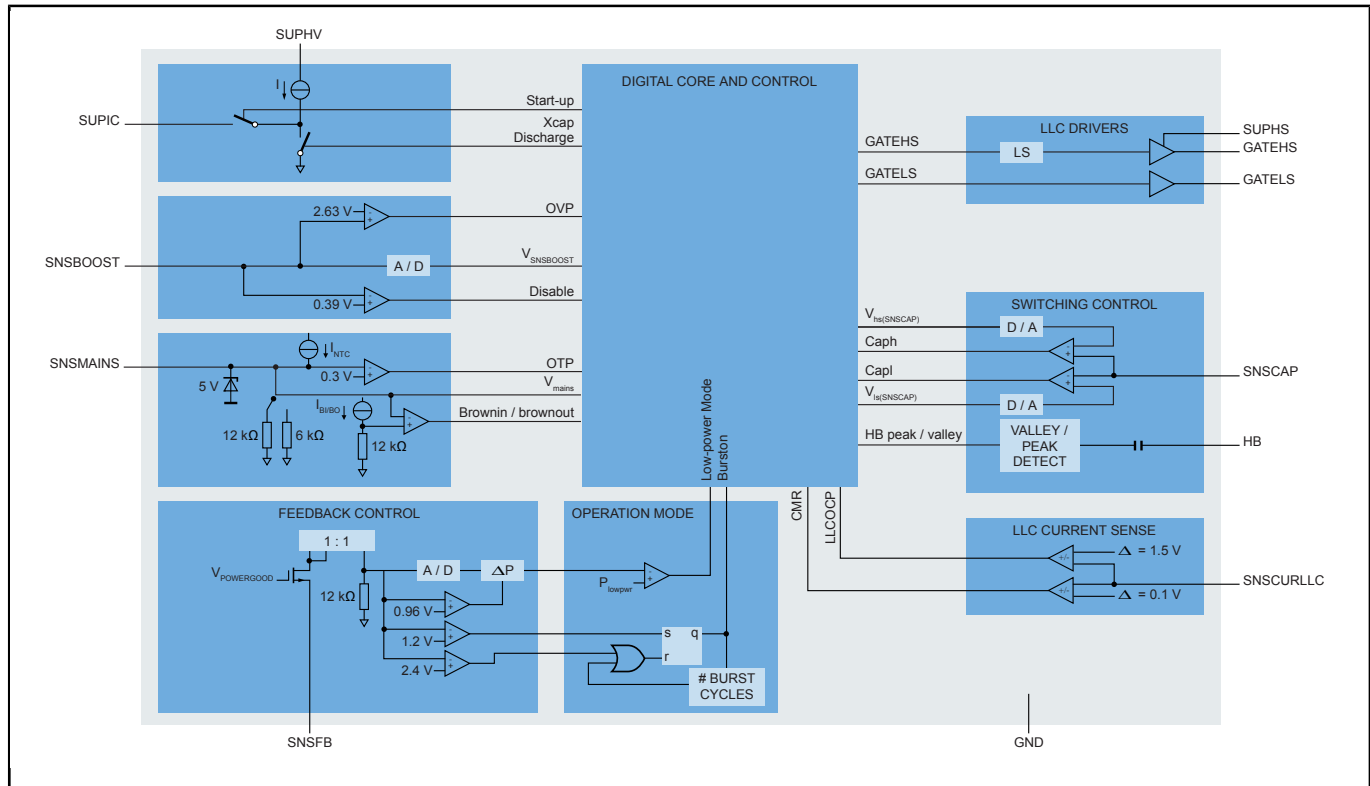 SUPHV
I
SUPIC
Start-up
Xcap
Discharge
DIGITAL CORE AND CONTROL
LLC DRIVERS
GATEHS
LS
SUPHS
GATEHS
GATELS
GATELS
2.63 V
-
+
OVP
SNSBOOST
A / D
VSNSBOOST
0.39 V
-
+
Disable
SNSMAINS
INTC
0.3 V
-
+
OTP
5 V
Vmains
IBI/BO
-
+
Brownin / brownout
12 kΩ
6 kΩ
12 kΩ
SWITCHING CONTROL
Vhs(SNSCAP)
D / A
Caph
-
+
Capl
-
+
SNSCAP
Vls(SNSCAP)
D / A
HB peak / valley
VALLEY /
PEAK
DETECT
HB
Low-power Mode
Burston
CMR
LLCOCP
FEEDBACK CONTROL
1 : 1
VPOWERGOOD
12 kΩ
A / D
ΔP
0.96 V
-
+
1.2 V
-
+
2.4 V
-
+
SNSFB
OPERATION MODE
Plowpwr
-
+
s
q
r
# BURST
CYCLES
LLC CURRENT SENSE
+/-
Δ = 1.5 V
SNSCURLLC
+/-
Δ = 0.1 V
GND